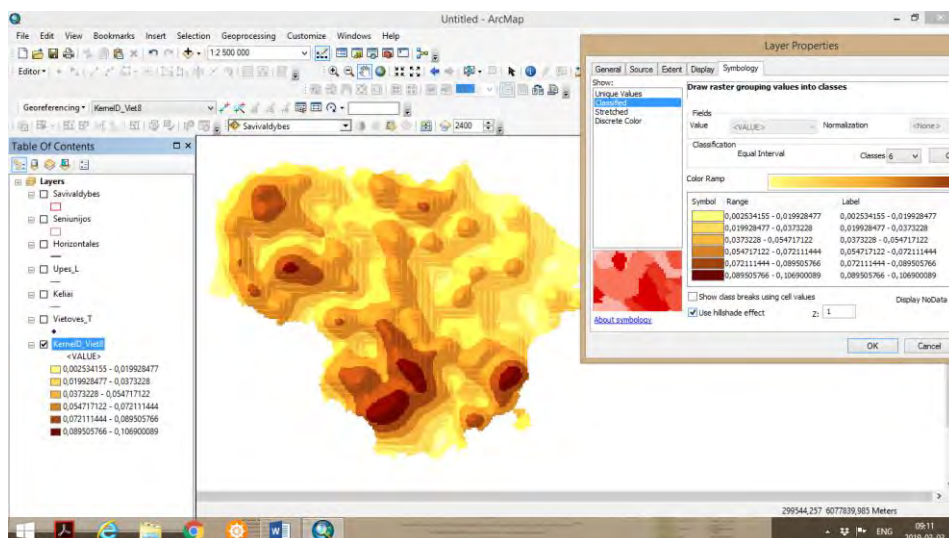 Untitled - ArcMap
File Edit View Bookmarks Insert Selection Geoprocessing Customize Windows Help
1:2 500 000
Editor
Georeferencing KernelD_Viet8
Savivaldybes 2400
Table Of Contents
Layers
Savivaldybes
Seniunijos
Horizontales
Upes_L
Keliai
Vietoves_T
KernelD_Viet8
<VALUE>
0,002534155 - 0,019928477
0,019928477 - 0,0373228
0,0373228 - 0,054717122
0,054717122 - 0,072111444
0,072111444 - 0,089505766
0,089505766 - 0,106900089
Layer Properties
General Source Extent Display Symbology
Show:
Unique Values
Classified
Stretched
Discrete Color
About symbology
Draw raster grouping values into classes
Fields
Value <VALUE> Normalization <None>
Classification
Equal Interval Classes 6
Color Ramp
Symbol Range Label
0,002534155 - 0,019928477 0,002534155 - 0,019928477
0,019928477 - 0,0373228 0,019928477 - 0,0373228
0,0373228 - 0,054717122 0,0373228 - 0,054717122
0,054717122 - 0,072111444 0,054717122 - 0,072111444
0,072111444 - 0,089505766 0,072111444 - 0,089505766
0,089505766 - 0,106900089 0,089505766 - 0,106900089
Show class breaks using cell values Display NoData
Use hillshade effect Z: 1
OK Cancel
299544,257 6077839,985 Meters
ENG 09:11